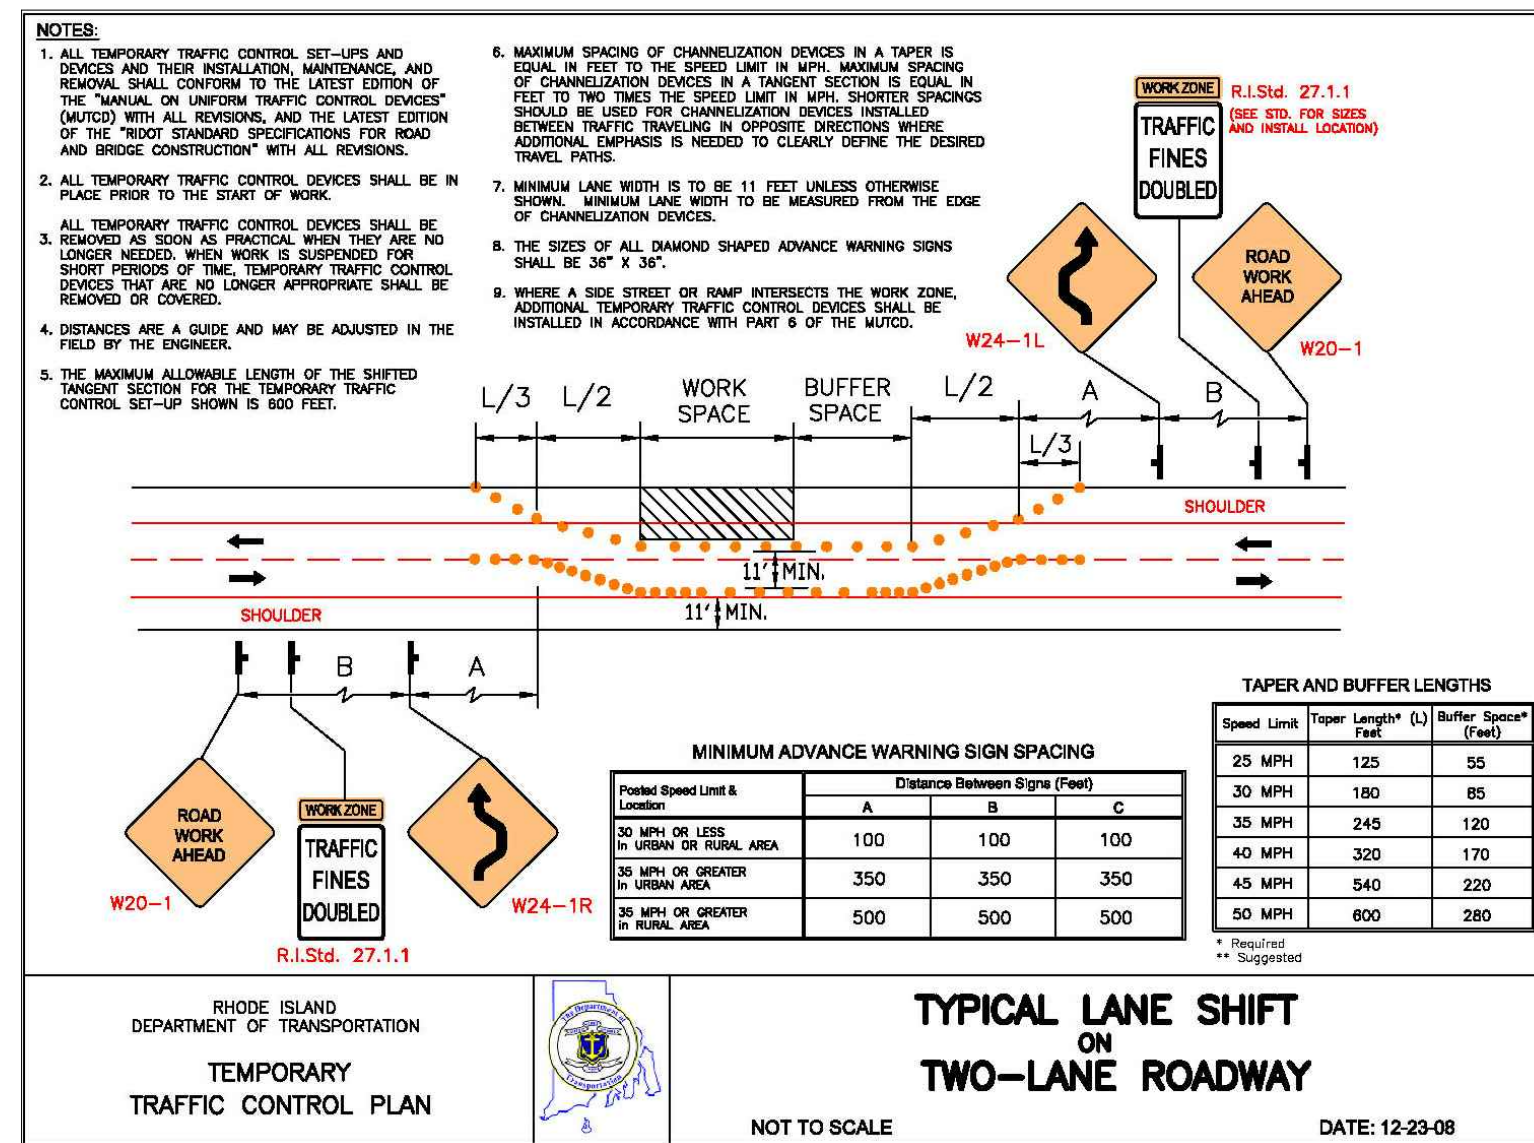 NOTES:
1. ALL TEMPORARY TRAFFIC CONTROL SET-UPS AND
DEVICES AND THEIR INSTALLATION, MAINTENANCE, AND
REMOVAL SHALL CONFORM TO THE LATEST EDITION OF
THE "MANUAL ON UNIFORM TRAFFIC CONTROL DEVICES"
(MUTCD) WITH ALL REVISIONS, AND THE LATEST EDITION
OF THE "RIDOT STANDARD SPECIFICATIONS FOR ROAD
AND BRIDGE CONSTRUCTION" WITH ALL REVISIONS.
2. ALL TEMPORARY TRAFFIC CONTROL DEVICES SHALL BE IN
PLACE PRIOR TO THE START OF WORK.
ALL TEMPORARY TRAFFIC CONTROL DEVICES SHALL BE
3. REMOVED AS SOON AS PRACTICAL WHEN THEY ARE NO
LONGER NEEDED. WHEN WORK IS SUSPENDED FOR
SHORT PERIODS OF TIME, TEMPORARY TRAFFIC CONTROL
DEVICES THAT ARE NO LONGER APPROPRIATE SHALL BE
REMOVED OR COVERED.
4. DISTANCES ARE A GUIDE AND MAY BE ADJUSTED IN THE
FIELD BY THE ENGINEER.
5. THE MAXIMUM ALLOWABLE LENGTH OF THE SHIFTED
TANGENT SECTION FOR THE TEMPORARY TRAFFIC
CONTROL SET-UP SHOWN IS 600 FEET.
6. MAXIMUM SPACING OF CHANNELIZATION DEVICES IN A TAPER IS
EQUAL IN FEET TO THE SPEED LIMIT IN MPH. MAXIMUM SPACING
OF CHANNELIZATION DEVICES IN A TANGENT SECTION IS EQUAL IN
FEET TO TWO TIMES THE SPEED LIMIT IN MPH. SHORTER SPACINGS
SHOULD BE USED FOR CHANNELIZATION DEVICES INSTALLED
BETWEEN TRAFFIC TRAVELING IN OPPOSITE DIRECTIONS WHERE
ADDITIONAL EMPHASIS IS NEEDED TO CLEARLY DEFINE THE DESIRED
TRAVEL PATHS.
7. MINIMUM LANE WIDTH IS TO BE 11 FEET UNLESS OTHERWISE
SHOWN. MINIMUM LANE WIDTH TO BE MEASURED FROM THE EDGE
OF CHANNELIZATION DEVICES.
8. THE SIZES OF ALL DIAMOND SHAPED ADVANCE WARNING SIGNS
SHALL BE 36" X 36".
9. WHERE A SIDE STREET OR RAMP INTERSECTS THE WORK ZONE,
ADDITIONAL TEMPORARY TRAFFIC CONTROL DEVICES SHALL BE
INSTALLED IN ACCORDANCE WITH PART 6 OF THE MUTCD.
WORK ZONE
TRAFFIC
FINES
DOUBLED
R.I.Std. 27.1.1
(SEE STD. FOR SIZES
AND INSTALL LOCATION)
W24-1L
ROAD
WORK
AHEAD
W20-1
L/3
L/2
WORK
SPACE
BUFFER
SPACE
L/2
A
B
L/3
SHOULDER
11' MIN.
11' MIN.
SHOULDER
B
A
ROAD
WORK
AHEAD
W20-1
WORK ZONE
TRAFFIC
FINES
DOUBLED
R.I.Std. 27.1.1
W24-1R
MINIMUM ADVANCE WARNING SIGN SPACING
Posted Speed Limit &
Location
Distance Between Signs (Feet)
A B C
30 MPH OR LESS
in URBAN OR RURAL AREA
100 100 100
35 MPH OR GREATER
in URBAN AREA
350 350 350
35 MPH OR GREATER
in RURAL AREA
500 500 500
TAPER AND BUFFER LENGTHS
Speed Limit
Taper Length* (L)
Feet
Buffer Space*
(Feet)
25 MPH 125 55
30 MPH 180 85
35 MPH 245 120
40 MPH 320 170
45 MPH 540 220
50 MPH 600 280
* Required
** Suggested
RHODE ISLAND
DEPARTMENT OF TRANSPORTATION
TEMPORARY
TRAFFIC CONTROL PLAN
The Department of
Transportation
TYPICAL LANE SHIFT
ON
TWO-LANE ROADWAY
NOT TO SCALE
DATE: 12-23-08